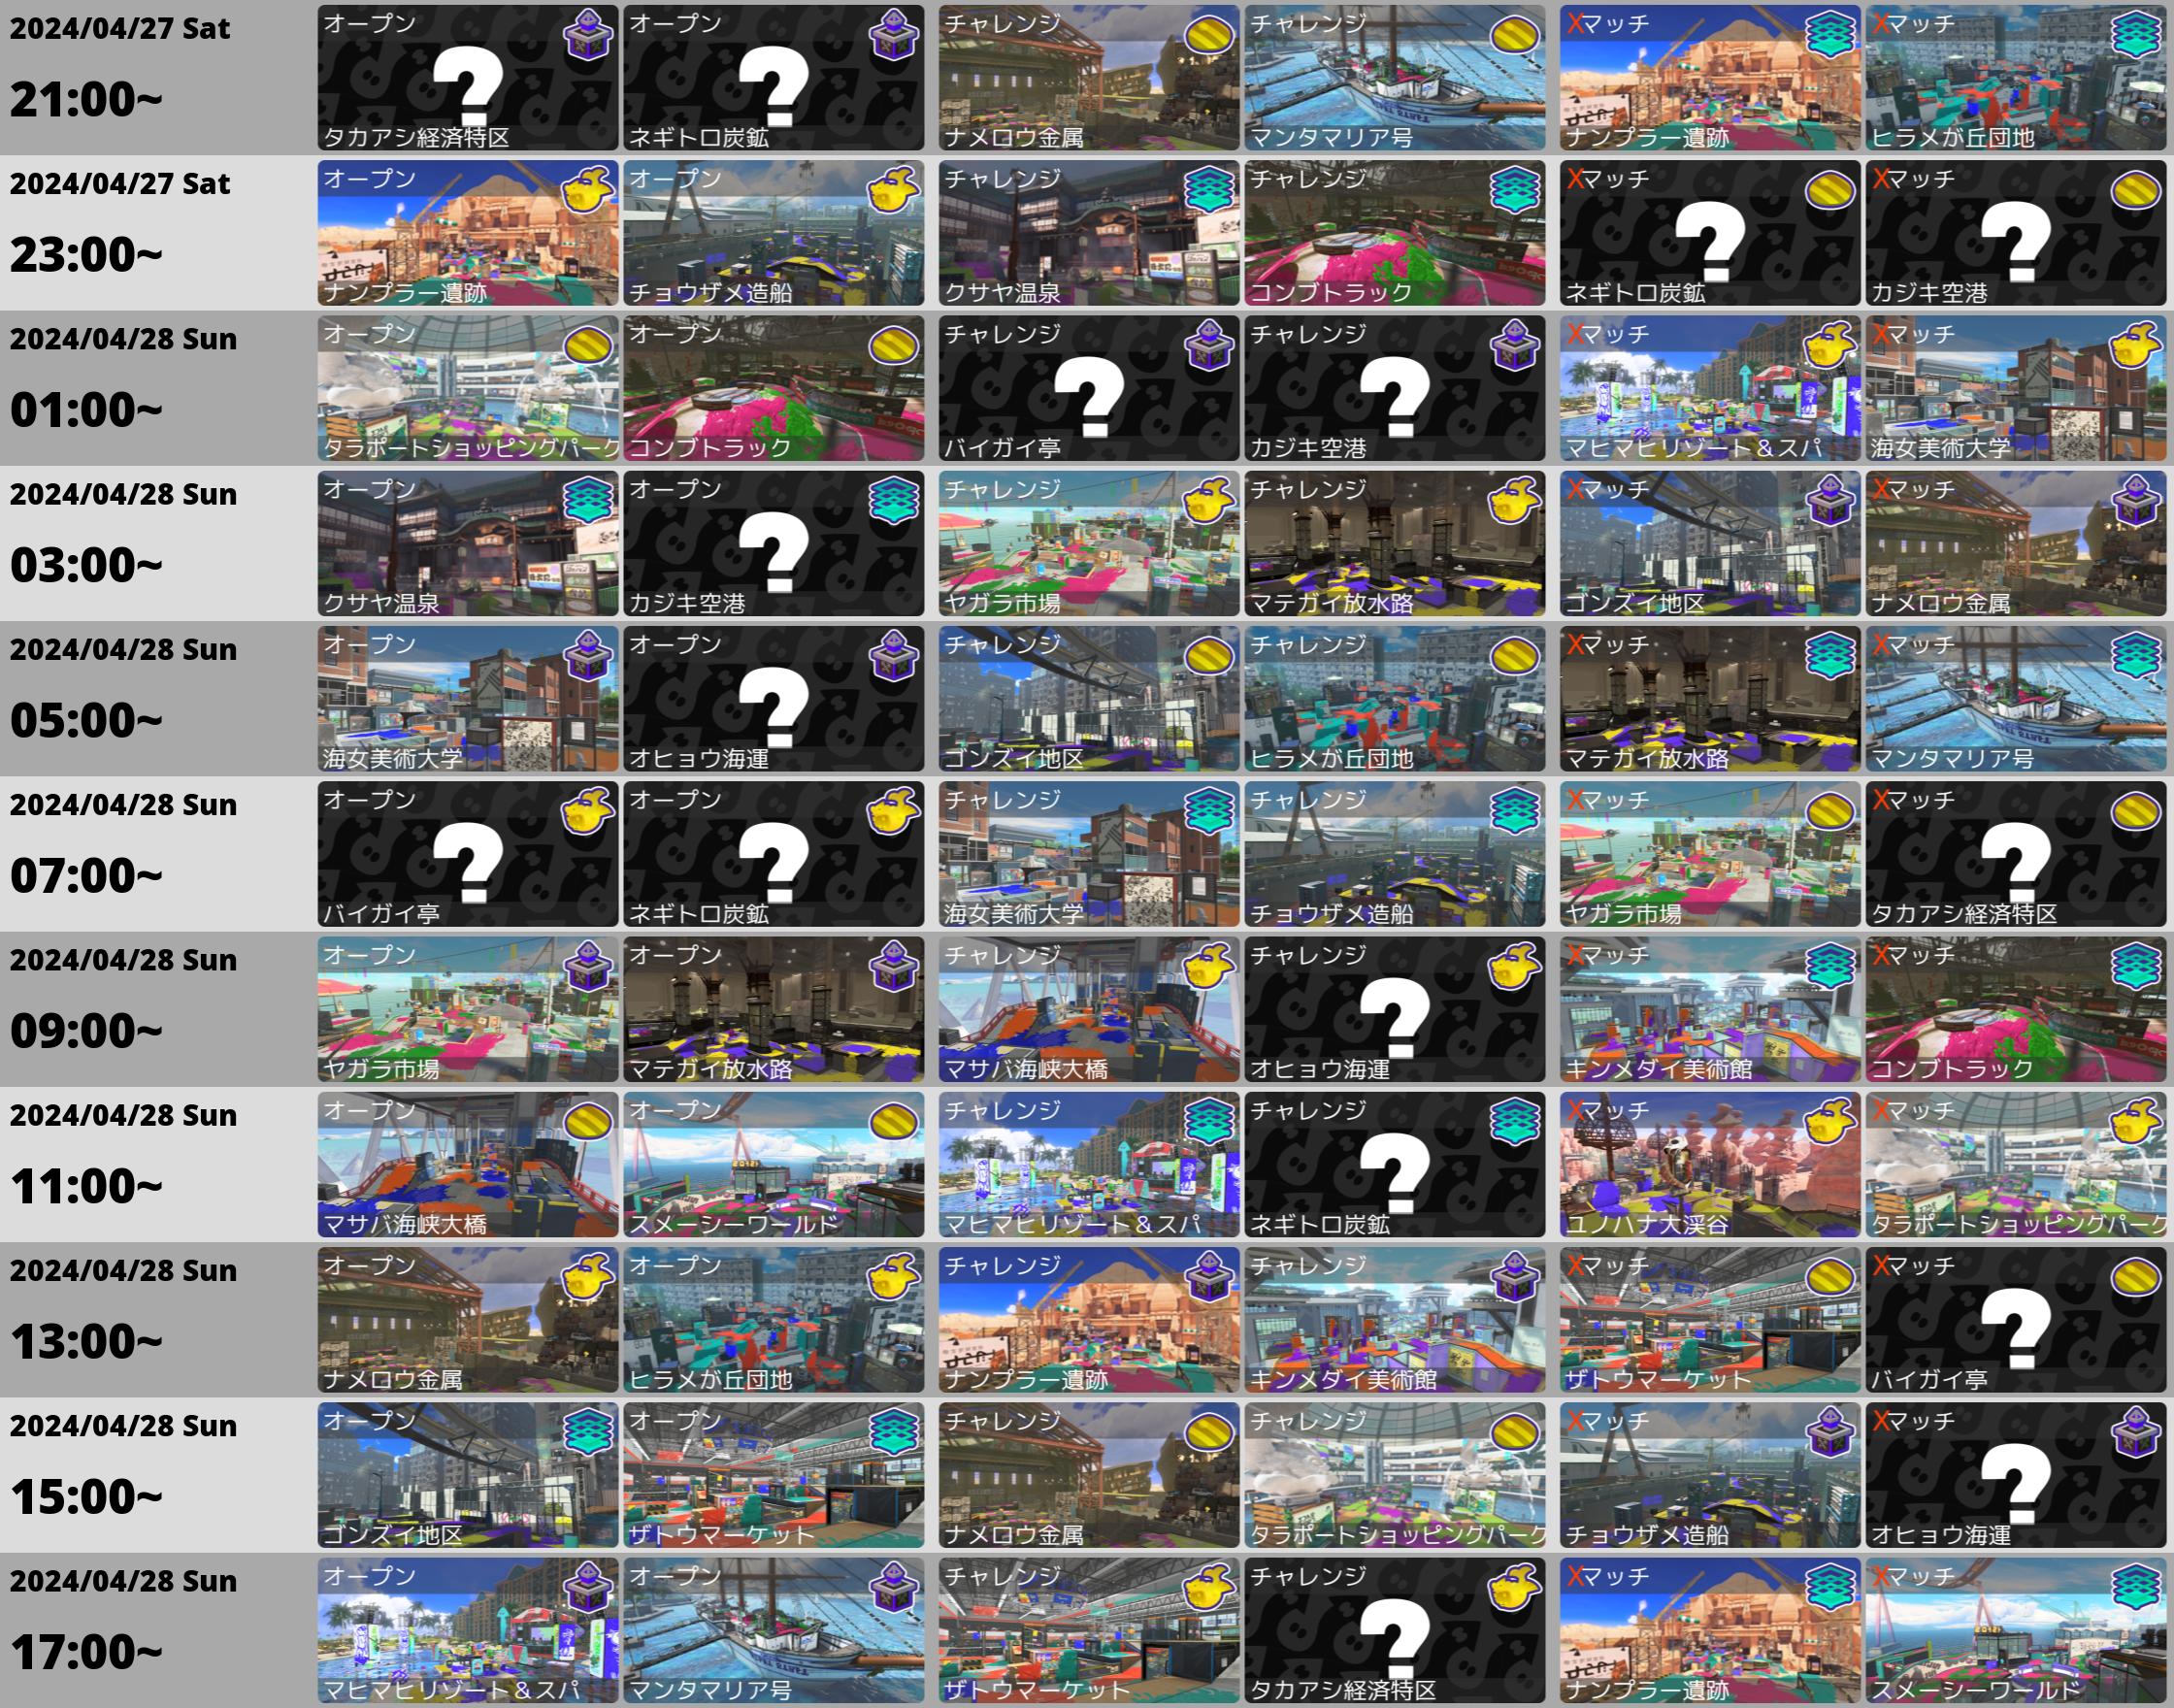 2024/04/27 Sat
21:00~
オープン オープン チャレンジ チャレンジ Xマッチ Xマッチ
タカアシ経済特区 ネギトロ炭鉱 ナメロウ金属 マンタマリア号 ナンプラー遺跡 ヒラメが丘団地
2024/04/27 Sat
23:00~
オープン オープン チャレンジ チャレンジ Xマッチ Xマッチ
ナンプラー遺跡 チョウザメ造船 クサヤ温泉 コンブトラック ネギトロ炭鉱 カジキ空港
2024/04/28 Sun
01:00~
オープン オープン チャレンジ チャレンジ Xマッチ Xマッチ
タラポートショッピングパーク コンブトラック バイガイ亭 カジキ空港 マヒマヒリゾート＆スパ 海女美術大学
2024/04/28 Sun
03:00~
オープン オープン チャレンジ チャレンジ Xマッチ Xマッチ
クサヤ温泉 カジキ空港 ヤガラ市場 マテガイ放水路 ゴンズイ地区 ナメロウ金属
2024/04/28 Sun
05:00~
オープン オープン チャレンジ チャレンジ Xマッチ Xマッチ
海女美術大学 オヒョウ海運 ゴンズイ地区 ヒラメが丘団地 マテガイ放水路 マンタマリア号
2024/04/28 Sun
07:00~
オープン オープン チャレンジ チャレンジ Xマッチ Xマッチ
バイガイ亭 ネギトロ炭鉱 海女美術大学 チョウザメ造船 ヤガラ市場 タカアシ経済特区
2024/04/28 Sun
09:00~
オープン オープン チャレンジ チャレンジ Xマッチ Xマッチ
ヤガラ市場 マテガイ放水路 マサバ海峡大橋 オヒョウ海運 キンメダイ美術館 コンブトラック
2024/04/28 Sun
11:00~
オープン オープン チャレンジ チャレンジ Xマッチ Xマッチ
マサバ海峡大橋 スメーシーワールド マヒマヒリゾート＆スパ ネギトロ炭鉱 ユノハナ大渓谷 タラポートショッピングパーク
2024/04/28 Sun
13:00~
オープン オープン チャレンジ チャレンジ Xマッチ Xマッチ
ナメロウ金属 ヒラメが丘団地 ナンプラー遺跡 キンメダイ美術館 ザトウマーケット バイガイ亭
2024/04/28 Sun
15:00~
オープン オープン チャレンジ チャレンジ Xマッチ Xマッチ
ゴンズイ地区 ザトウマーケット ナメロウ金属 タラポートショッピングパーク チョウザメ造船 オヒョウ海運
2024/04/28 Sun
17:00~
オープン オープン チャレンジ チャレンジ Xマッチ Xマッチ
マヒマヒリゾート＆スパ マンタマリア号 ザトウマーケット タカアシ経済特区 ナンプラー遺跡 スメーシーワールド